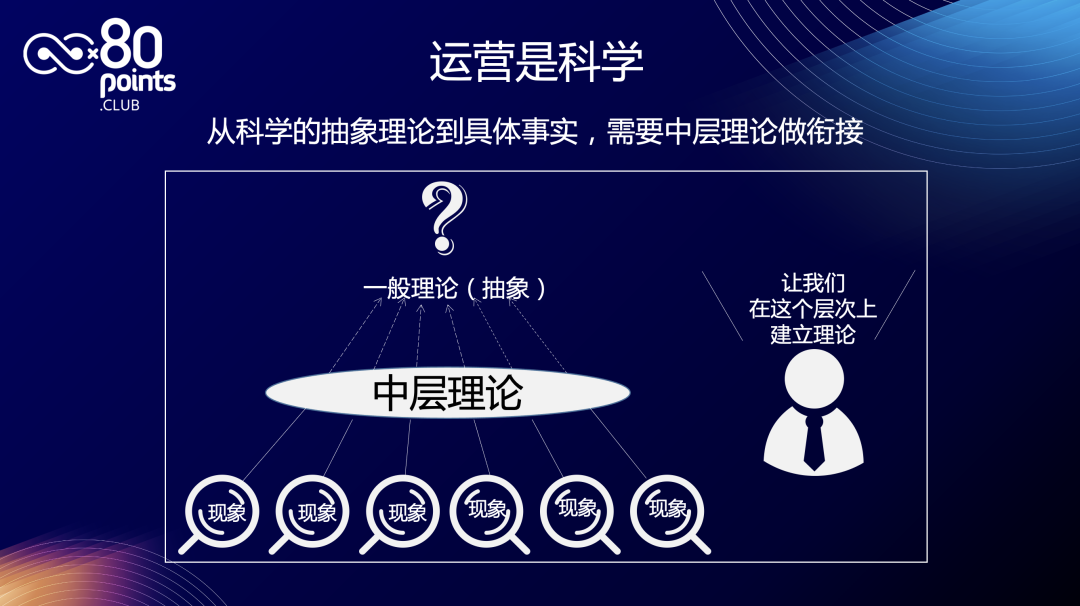 ×80
points
.CLUB
运营是科学
从科学的抽象理论到具体事实，需要中层理论做衔接
?
一般理论（抽象）
让我们
在这个层次上
建立理论
中层理论
现象 现象 现象 现象 现象 现象